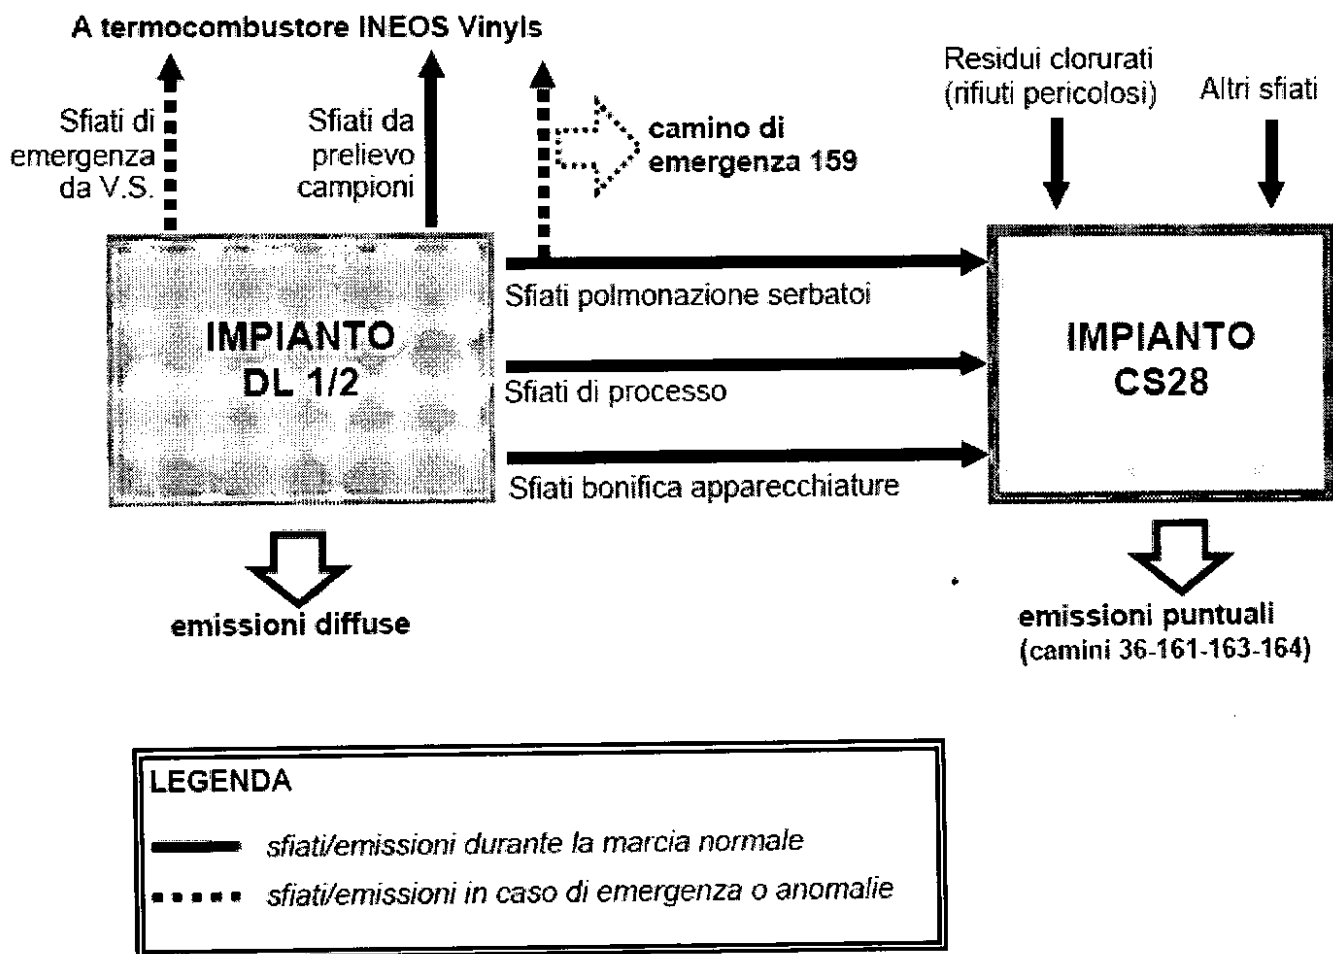 A termocombustore INEOS Vinyls
Sfiati di
emergenza
da V.S.
Sfiati da
prelievo
campioni
camino di
emergenza 159
Residui clorurati
(rifiuti pericolosi)
Altri sfiati
IMPIANTO
DL 1/2
Sfiati polmonazione serbatoi
Sfiati di processo
Sfiati bonifica apparecchiature
IMPIANTO
CS28
emissioni diffuse
emissioni puntuali
(camini 36-161-163-164)
LEGENDA
sfiati/emissioni durante la marcia normale
sfiati/emissioni in caso di emergenza o anomalie